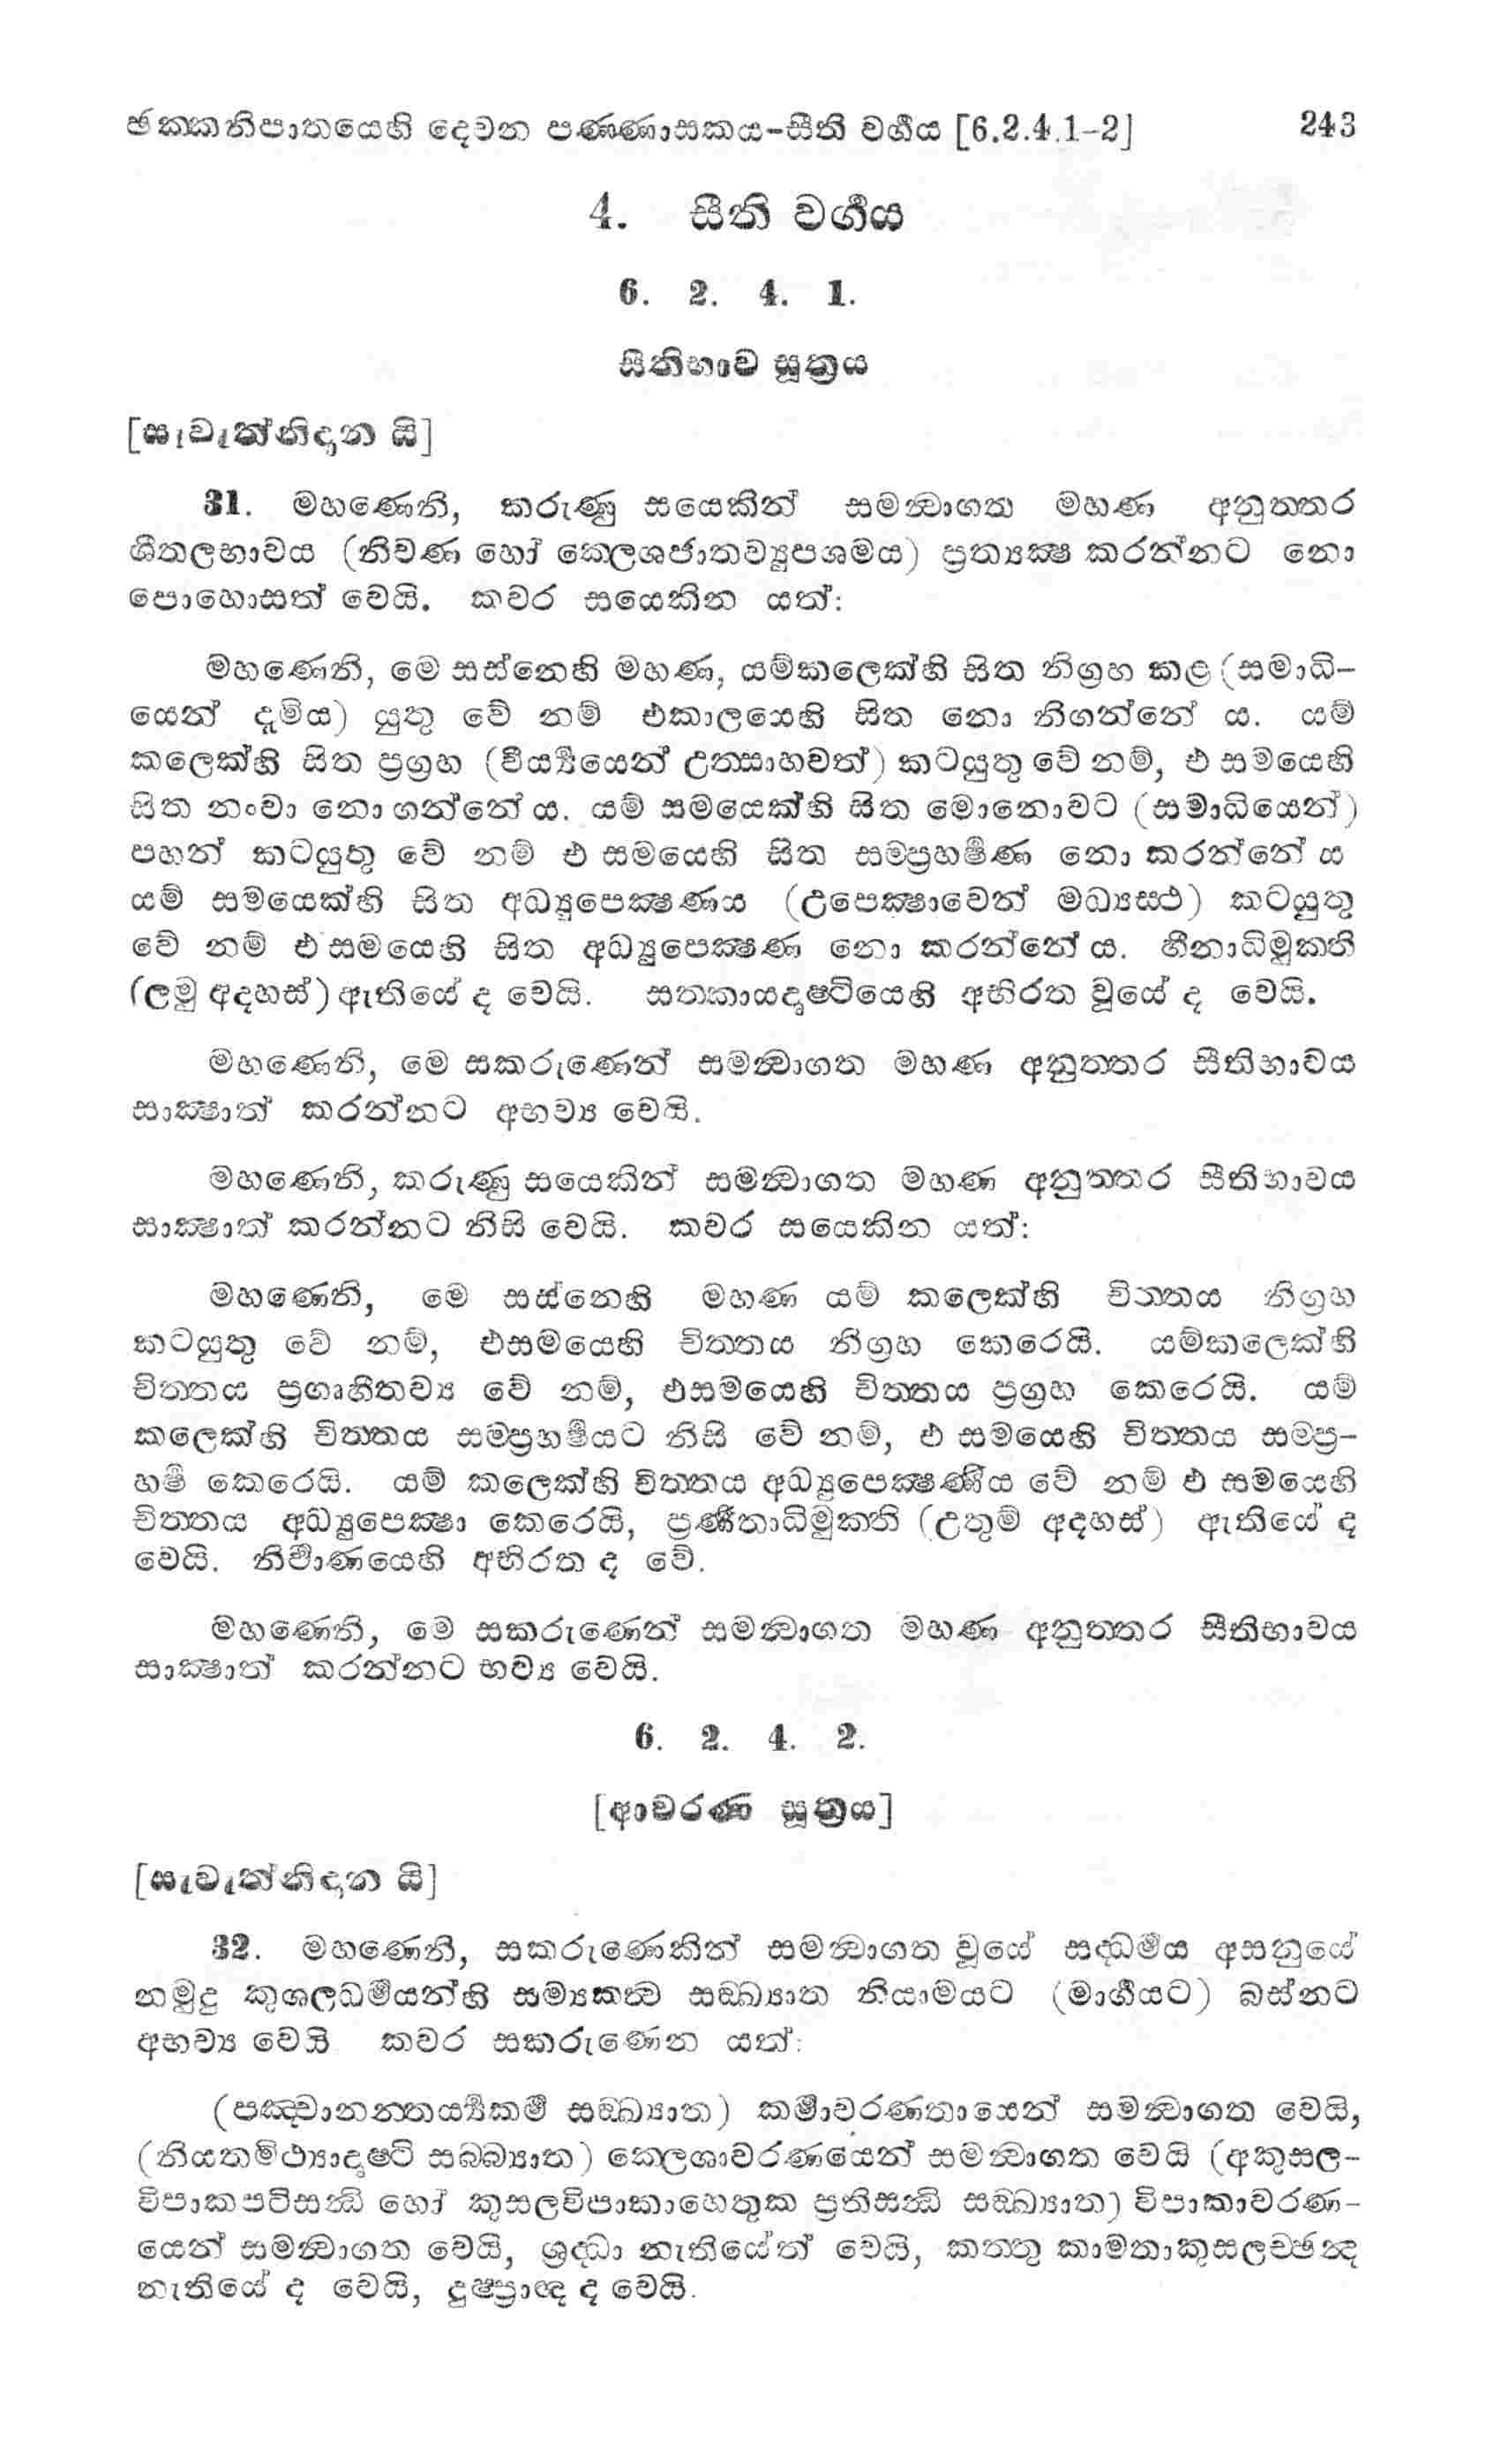 ඡක්කනිපාතයෙහි දෙවන පණ්ණාසකය-සීති වර්ගය [6.2.4.1-2] 243
4. සීති වර්ගය
6. 2. 4. 1.
සීතිභාව සූත්‍රය
[සැවැත්නිදාන යි]
31. මහණෙනි, කරුණු සයෙකින් සමන්වාගත මහණ අනුත්තර
ශීතලභාවය (නිවණ හෝ ක්ලෙශජාතව්‍යුපශමය) ප්‍රත්‍යක්ෂ කරන්නට නො
පොහොසත් වෙයි. කවර සයෙකින යත්:
මහණෙනි, මෙ සස්නෙහි මහණ, යම්කලෙක්හි සිත නිග්‍රහ කළ (සමාධි-
යෙන් දැමිය) යුතු වේ නම් එකාලයෙහි සිත නො නිගන්නේ ය. යම්
කලෙක්හි සිත ප්‍රග්‍රහ (වීර්‍ය්‍යයෙන් උත්සාහවත්) කටයුතු වේ නම්, එ සමයෙහි
සිත නංවා නො ගන්නේ ය. යම් සමයෙක්හි සිත මොනොවට (සමාධියෙන්)
පහන් කටයුතු වේ නම් එ සමයෙහි සිත සම්ප්‍රහර්ෂණ නො කරන්නේ ය
යම් සමයෙක්හි සිත අධ්‍යුපෙක්ෂණය (උපෙක්ෂාවෙන් මධ්‍යස්ථ) කටයුතු
වේ නම් එ සමයෙහි සිත අධ්‍යුපෙක්ෂණ නො කරන්නේ ය. හීනාධිමුක්ති
(ලමු අදහස්) ඇතියේ ද වෙයි. සත්කායදෘෂ්ටියෙහි අභිරත වූයේ ද වෙයි.
මහණෙනි, මෙ සකරුණෙන් සමන්වාගත මහණ අනුත්තර සීතිභාවය
සාක්ෂාත් කරන්නට අභව්‍ය වෙයි.
මහණෙනි, කරුණු සයෙකින් සමන්වාගත මහණ අනුත්තර සීතිභාවය
සාක්ෂාත් කරන්නට නිසි වෙයි. කවර සයෙකින යත්:
මහණෙනි, මෙ සස්නෙහි මහණ යම් කලෙක්හි චිත්තය නිග්‍රහ
කටයුතු වේ නම්, එසමයෙහි චිත්තය නිග්‍රහ කෙරෙයි. යම්කලෙක්හි
චිත්තය ප්‍රගෘහීතව්‍ය වේ නම්, එසමයෙහි චිත්තය ප්‍රග්‍රහ කෙරෙයි. යම්
කලෙක්හි චිත්තය සම්ප්‍රහර්ෂයට නිසි වේ නම්, එ සමයෙහි චිත්තය සම්ප්‍ර-
හර්ෂ කෙරෙයි. යම් කලෙක්හි චිත්තය අධ්‍යුපෙක්ෂණීය වේ නම් එ සමයෙහි
චිත්තය අධ්‍යුපෙක්ෂා කෙරෙයි, ප්‍රණීතාධිමුක්ති (උතුම් අදහස්) ඇතියේ ද
වෙයි. නිර්වාණයෙහි අභිරත ද වේ.
මහණෙනි, මෙ සකරුණෙන් සමන්වාගත මහණ අනුත්තර සීතිභාවය
සාක්ෂාත් කරන්නට භව්‍ය වෙයි.
6. 2. 4. 2.
[ආවරණ සූත්‍රය]
[සැවැත්නිදාන යි]
32. මහණෙනි, සකරුණෙකින් සමන්වාගත වූයේ සද්ධර්මය අසනුයේ
නමුදු කුශලධර්මයන්හි සම්‍යක්ත්ව සඞ්ඛ්‍යාත නියාමයට (මාර්ගයට) බස්නට
අභව්‍ය වෙයි කවර සකරුණෙන යත්:
(පඤ්චානන්තර්‍ය්‍යකර්ම සඞ්ඛ්‍යාත) කර්මාවරණතායෙන් සමන්වාගත වෙයි,
(නියතමිථ්‍යාදෘෂ්ටි සබ්බ්‍යාත) ක්ලෙශාවරණයෙන් සමන්වාගත වෙයි (අකුසල-
විපාකපටිසන්ධි හෝ කුසලවිපාකාහෙතුක ප්‍රතිසන්ධි සඞ්ඛ්‍යාත) විපාකාවරණ-
යෙන් සමන්වාගත වෙයි, ශ්‍රද්ධා නැතියේත් වෙයි, කත්තු කාම්තාකුසලච්ඡන්ද
නැතියේ ද වෙයි, දුෂ්ප්‍රාඥ ද වෙයි.